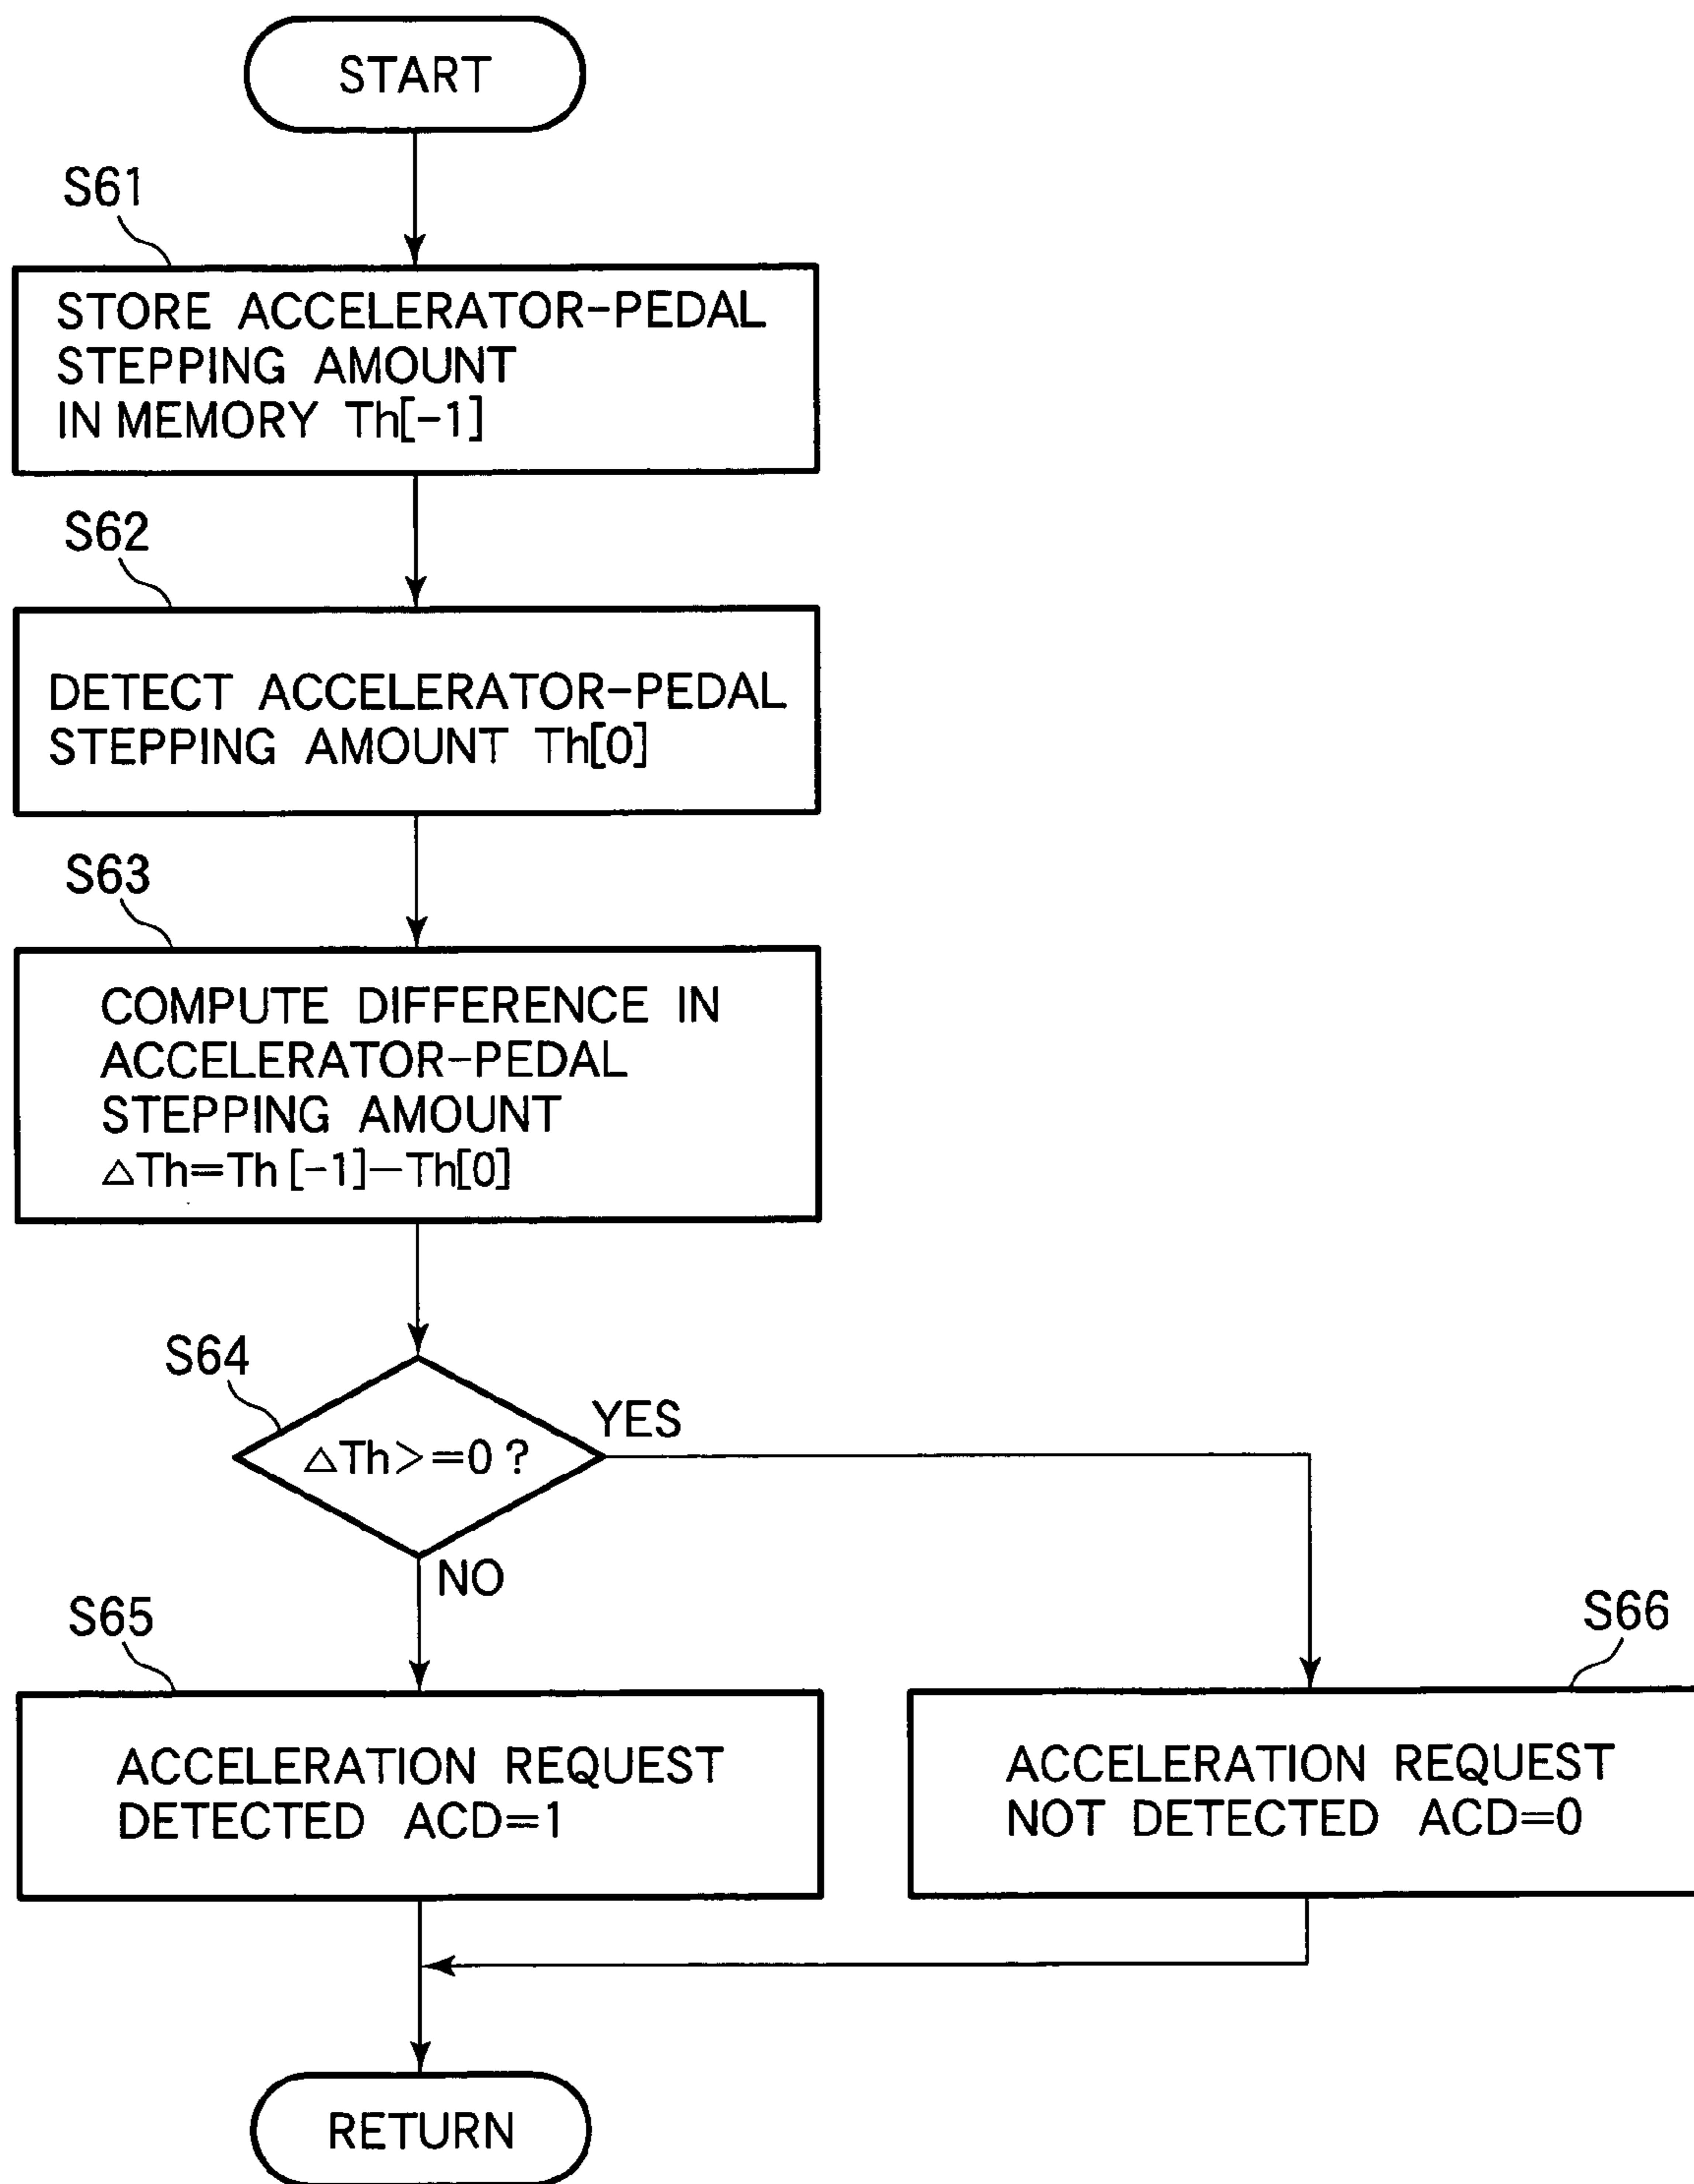 START
S61
STORE ACCELERATOR-PEDAL
STEPPING AMOUNT
IN MEMORY Th[-1]
S62
DETECT ACCELERATOR-PEDAL
STEPPING AMOUNT Th[0]
S63
COMPUTE DIFFERENCE IN
ACCELERATOR-PEDAL
STEPPING AMOUNT
△Th=Th[-1]-Th[0]
S64
△Th>=0?
YES
NO
S65
ACCELERATION REQUEST
DETECTED ACD=1
S66
ACCELERATION REQUEST
NOT DETECTED ACD=0
RETURN